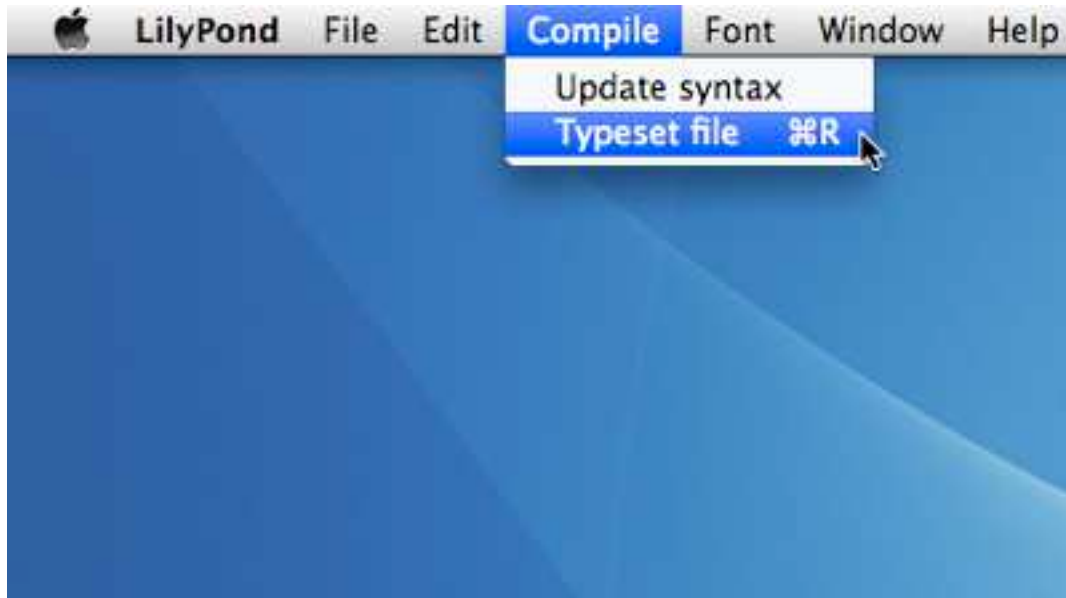 LilyPond File Edit Compile Font Window Help
Update syntax
Typeset file ⌘R